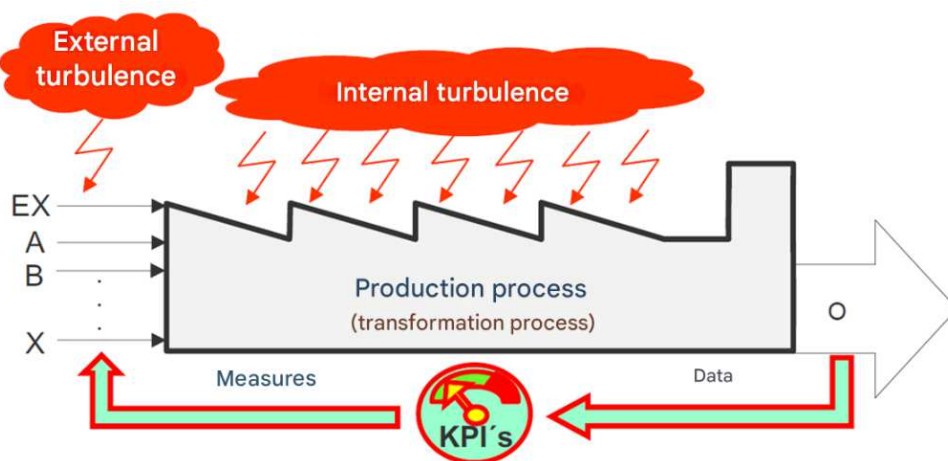 External
turbulence
Internal turbulence
EX
A
B
X
Production process
(transformation process)
O
Measures
Data
KPI´s